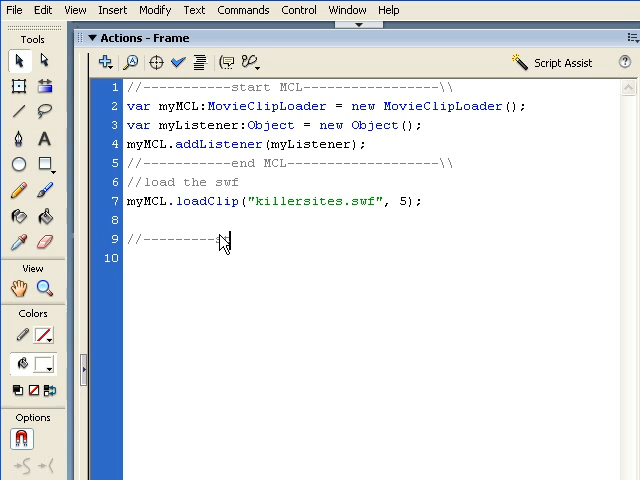 File Edit View Insert Modify Text Commands Control Window Help
Tools
Actions - Frame
Script Assist
1 //-----------start MCL-----------------\\
2 var myMCL:MovieClipLoader = new MovieClipLoader();
3 var myListener:Object = new Object();
4 myMCL.addListener(myListener);
5 //-----------end MCL-------------------\\
6 //load the swf
7 myMCL.loadClip("killersites.swf", 5);
8
9 //---------
10
View
Colors
Options